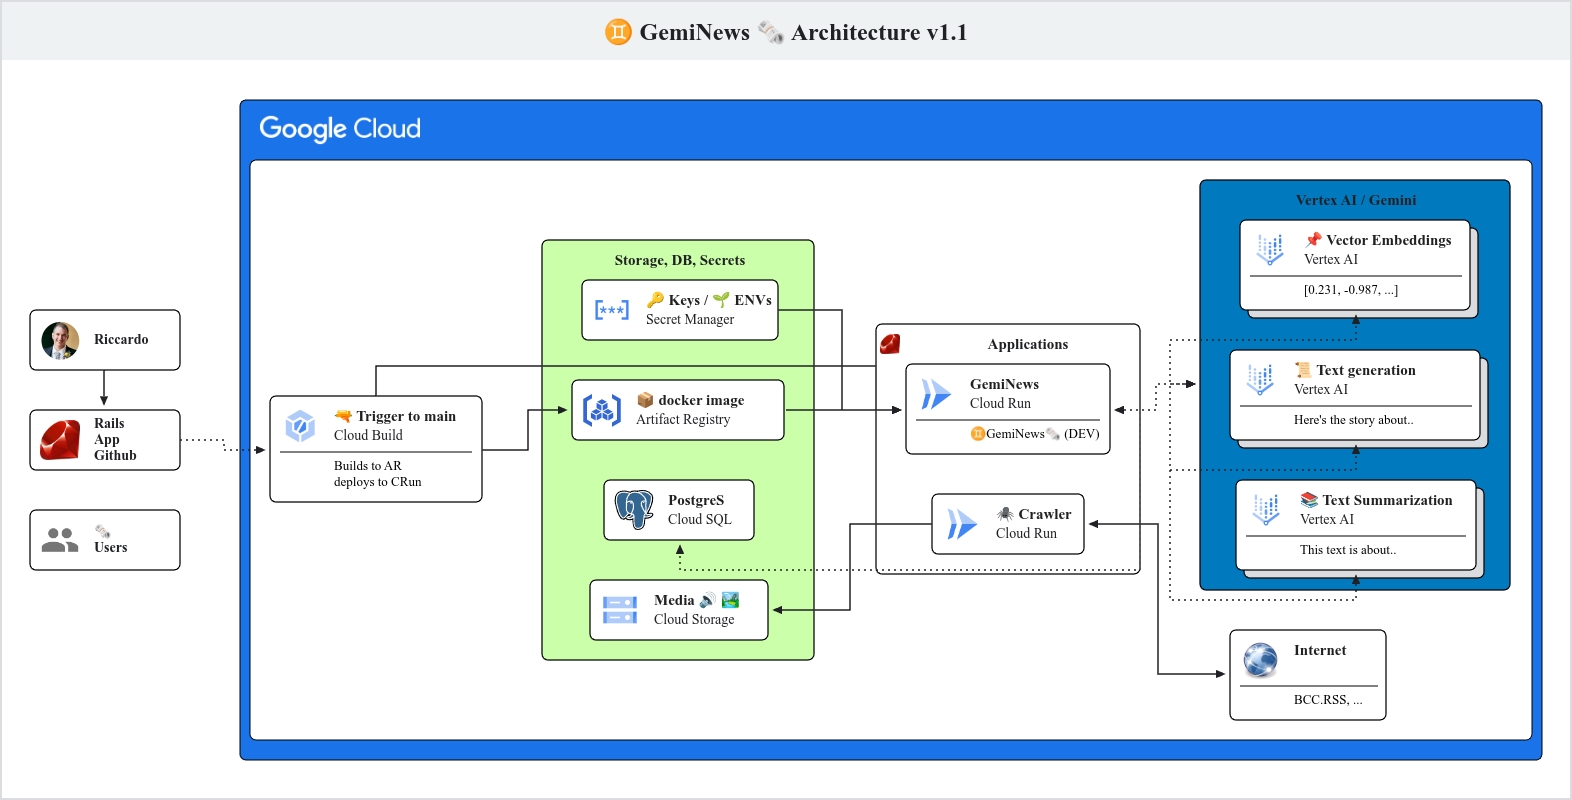 GemiNews 🗞️ Architecture v1.1
Google Cloud
Riccardo
Rails
App
Github
Users
Trigger to main
Cloud Build
Builds to AR
deploys to CRun
Storage, DB, Secrets
🔑 Keys / 🌱 ENVs
Secret Manager
docker image
Artifact Registry
PostgreS
Cloud SQL
Media
Cloud Storage
Applications
GemiNews
Cloud Run
♊GemiNews🗞️ (DEV)
Crawler
Cloud Run
Vertex AI / Gemini
Vector Embeddings
Vertex AI
[0.231, -0.987, ...]
Text generation
Vertex AI
Here's the story about..
Text Summarization
Vertex AI
This text is about..
Internet
BCC.RSS, ...